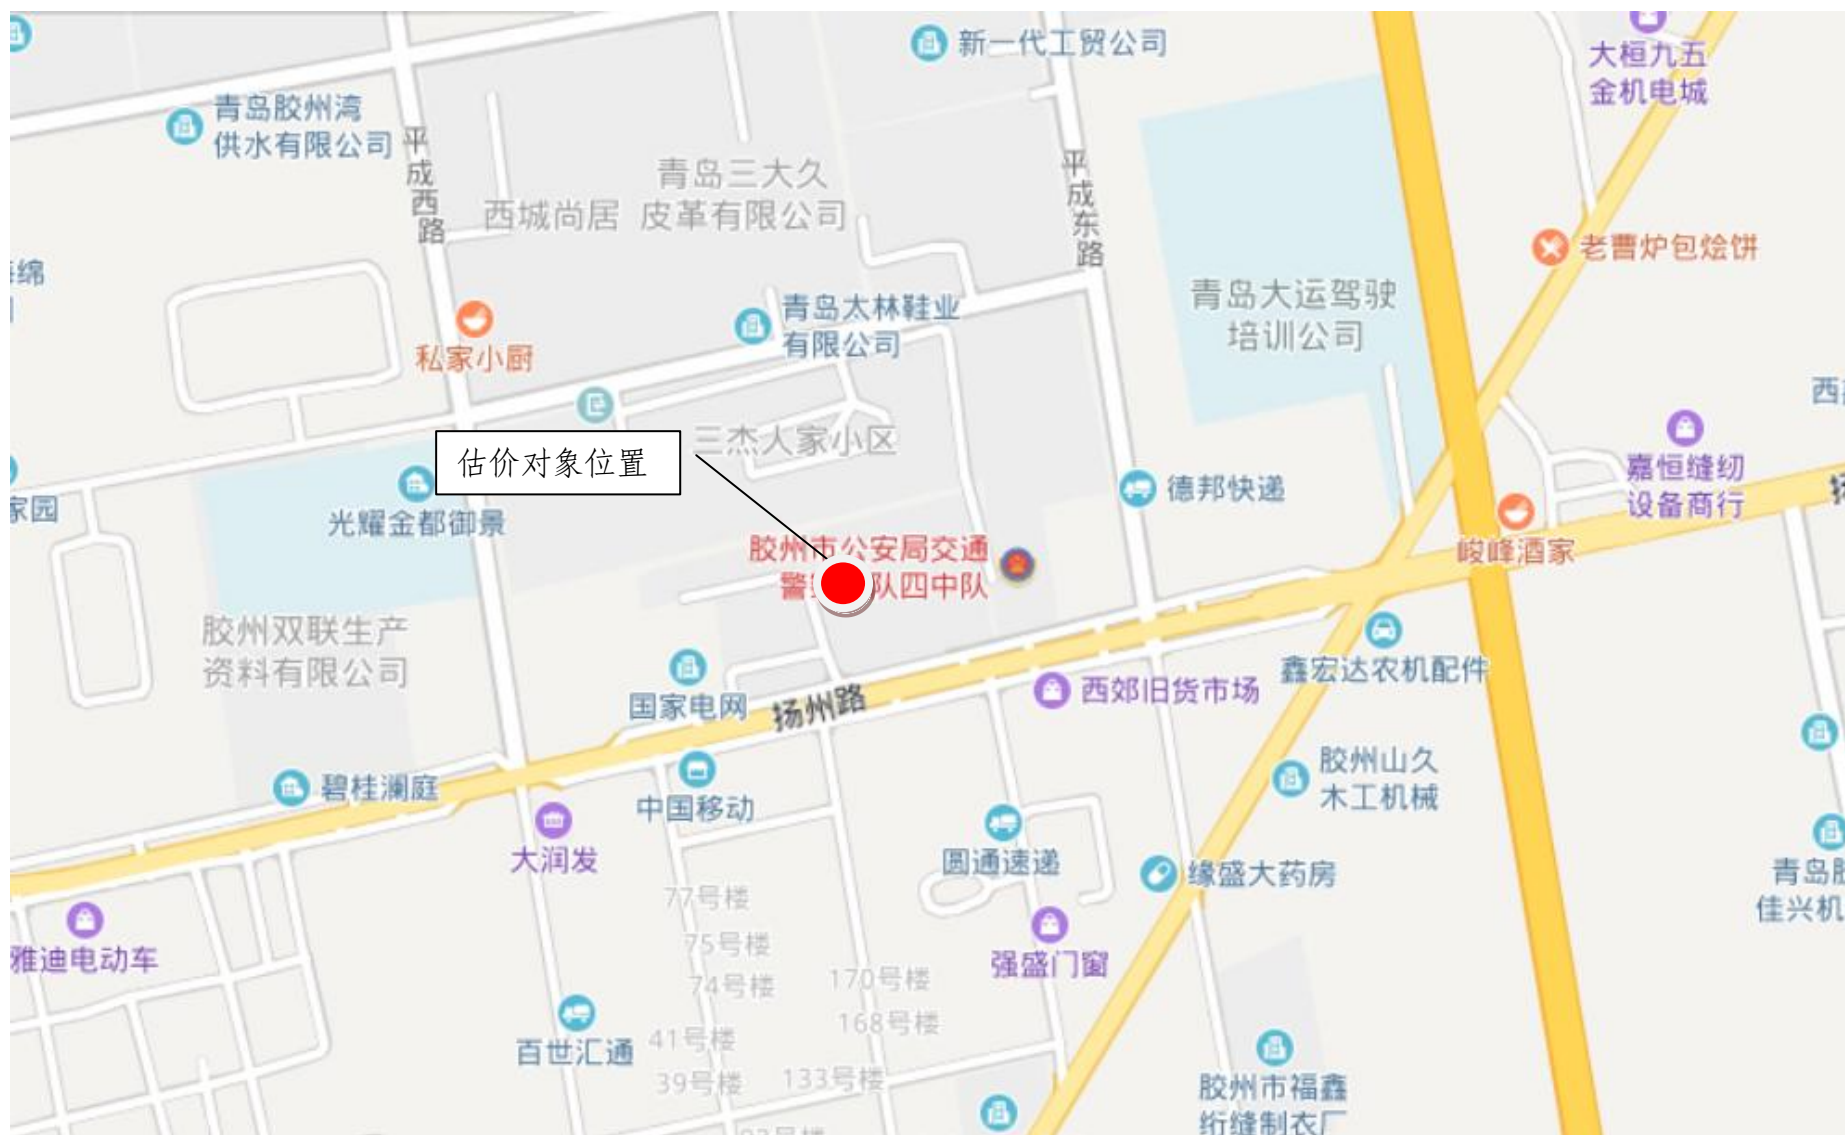 新一代工贸公司
大桓九五
金机电城
青岛胶州湾
供水有限公司
平成西路
青岛三大久
皮革有限公司
西城尚居
平成东路
老曹炉包烩饼
绵
青岛大运驾驶
培训公司
青岛太林鞋业
有限公司
私家小厨
西
三杰人家小区
估价对象位置
嘉恒缝纫
设备商行
德邦快递
家园
光耀金都御景
胶州市公安局交通
警
队四中队
峻峰酒家
胶州双联生产
资料有限公司
鑫宏达农机配件
国家电网
扬州路
西郊旧货市场
碧桂澜庭
中国移动
胶州山久
木工机械
大润发
圆通速递
缘盛大药房
青岛胶
佳兴机
77号楼
雅迪电动车
75号楼
强盛门窗
74号楼
170号楼
168号楼
百世汇通
41号楼
39号楼
133号楼
胶州市福鑫
绗缝制衣厂